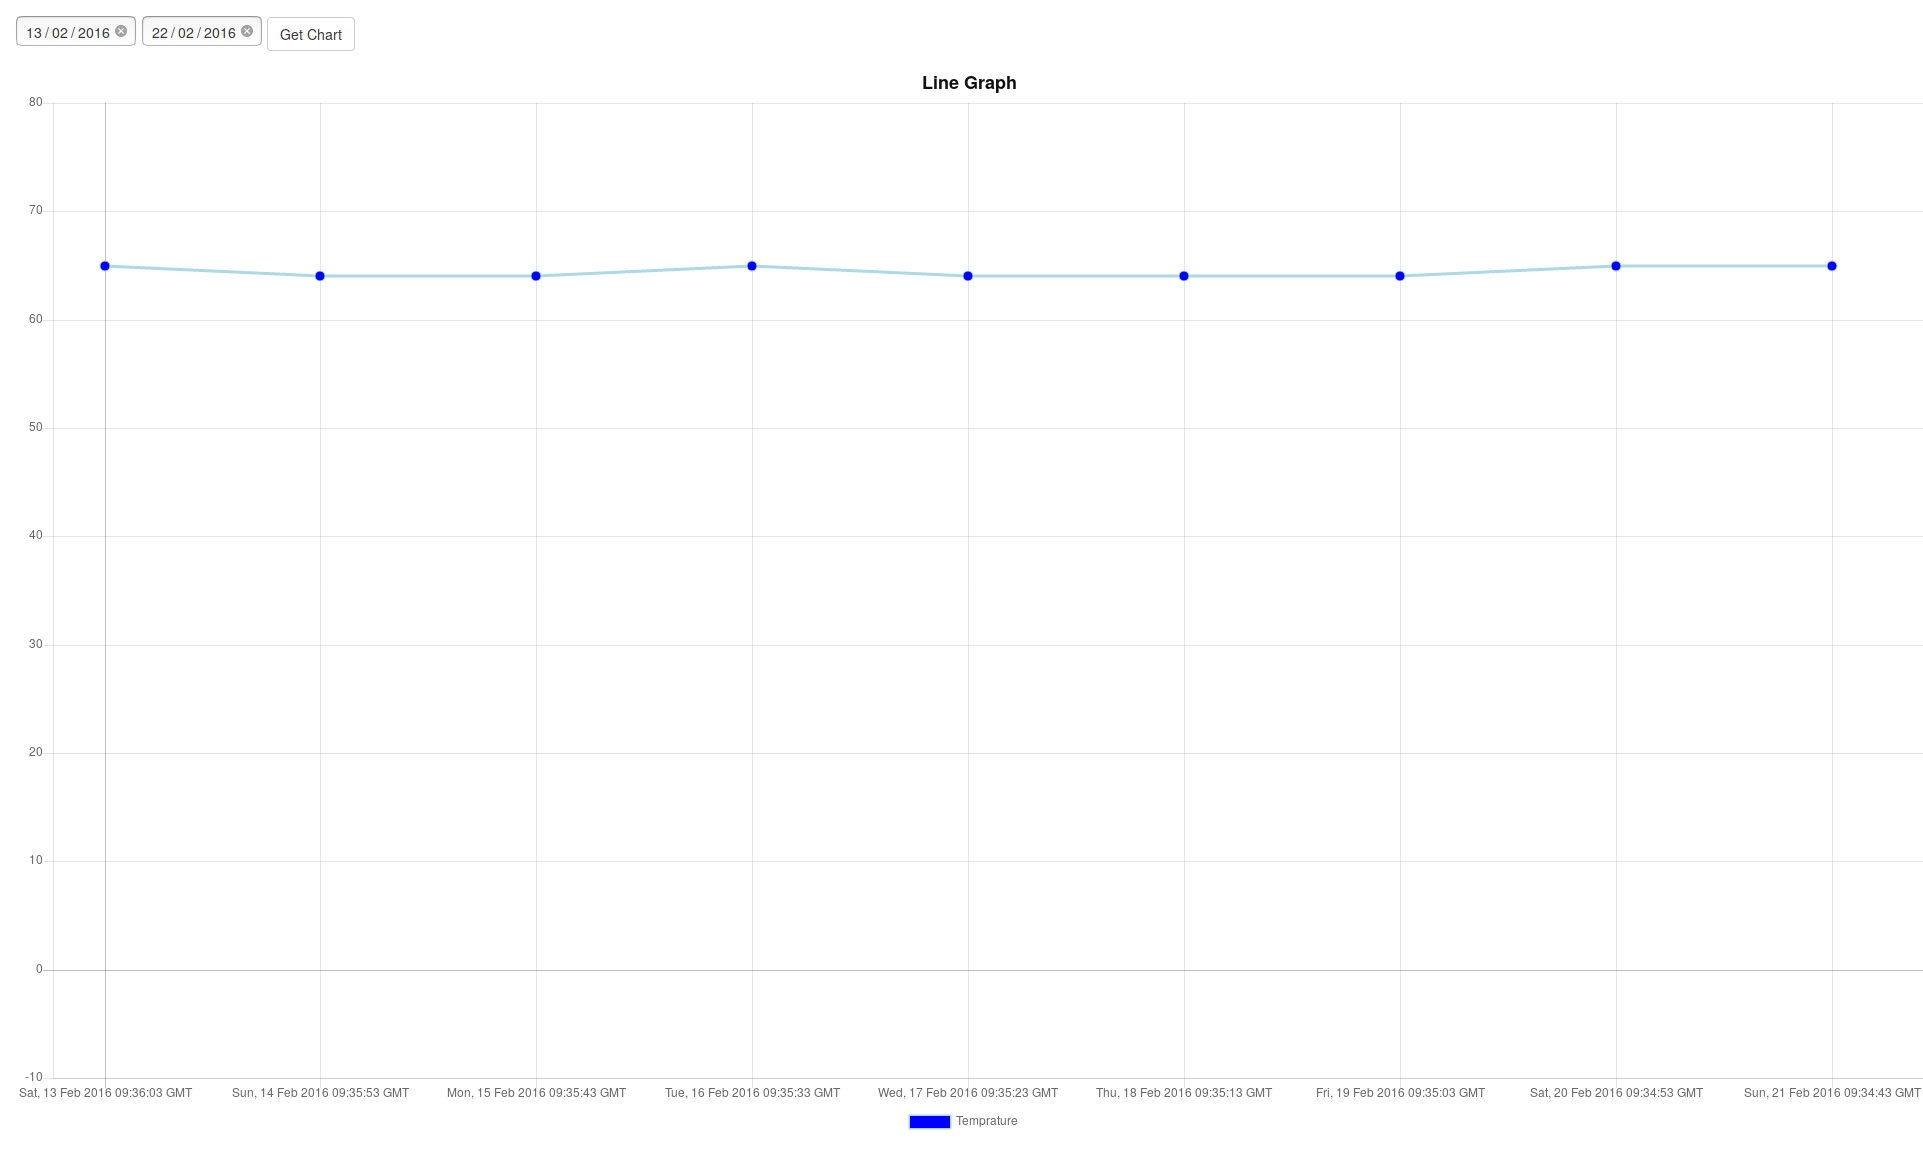 13 / 02 / 2016 22 / 02 / 2016 Get Chart
Line Graph
80
70
60
50
40
30
20
10
0
-10
Sat, 13 Feb 2016 09:36:03 GMT Sun, 14 Feb 2016 09:35:53 GMT Mon, 15 Feb 2016 09:35:43 GMT Tue, 16 Feb 2016 09:35:33 GMT Wed, 17 Feb 2016 09:35:23 GMT Thu, 18 Feb 2016 09:35:13 GMT Fri, 19 Feb 2016 09:35:03 GMT Sat, 20 Feb 2016 09:34:53 GMT Sun, 21 Feb 2016 09:34:43 GMT
Temprature